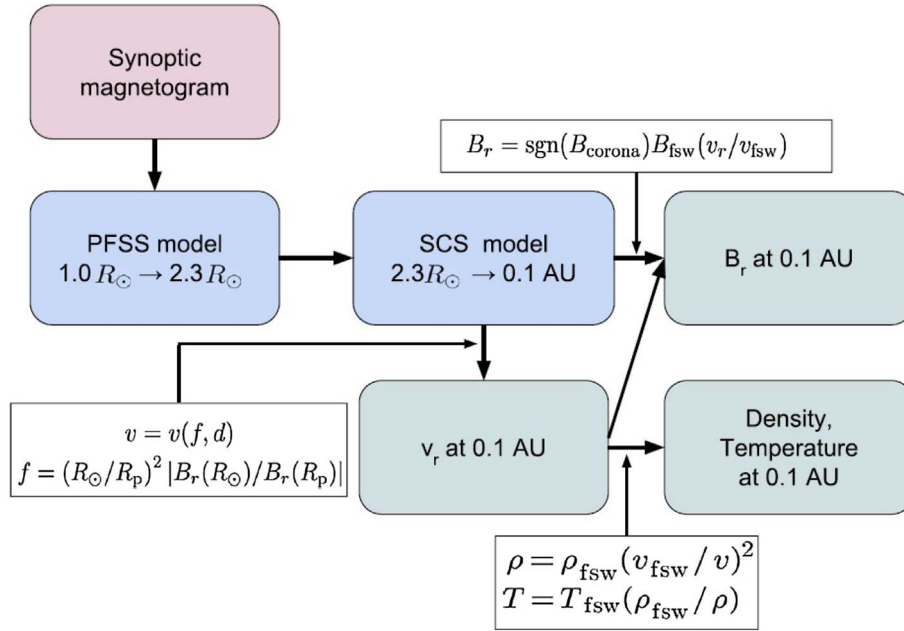 Synoptic
magnetogram
B_r = sgn(B_corona)B_fsw(v_r/v_fsw)
PFSS model
1.0 R_⊙ → 2.3 R_⊙
SCS model
2.3R_⊙ → 0.1 AU
B_r at 0.1 AU
v = v(f, d)
f = (R_⊙/R_p)^2 |B_r(R_⊙)/B_r(R_p)|
v_r at 0.1 AU
Density,
Temperature
at 0.1 AU
ρ = ρ_fsw(v_fsw/v)^2
T = T_fsw(ρ_fsw/ρ)